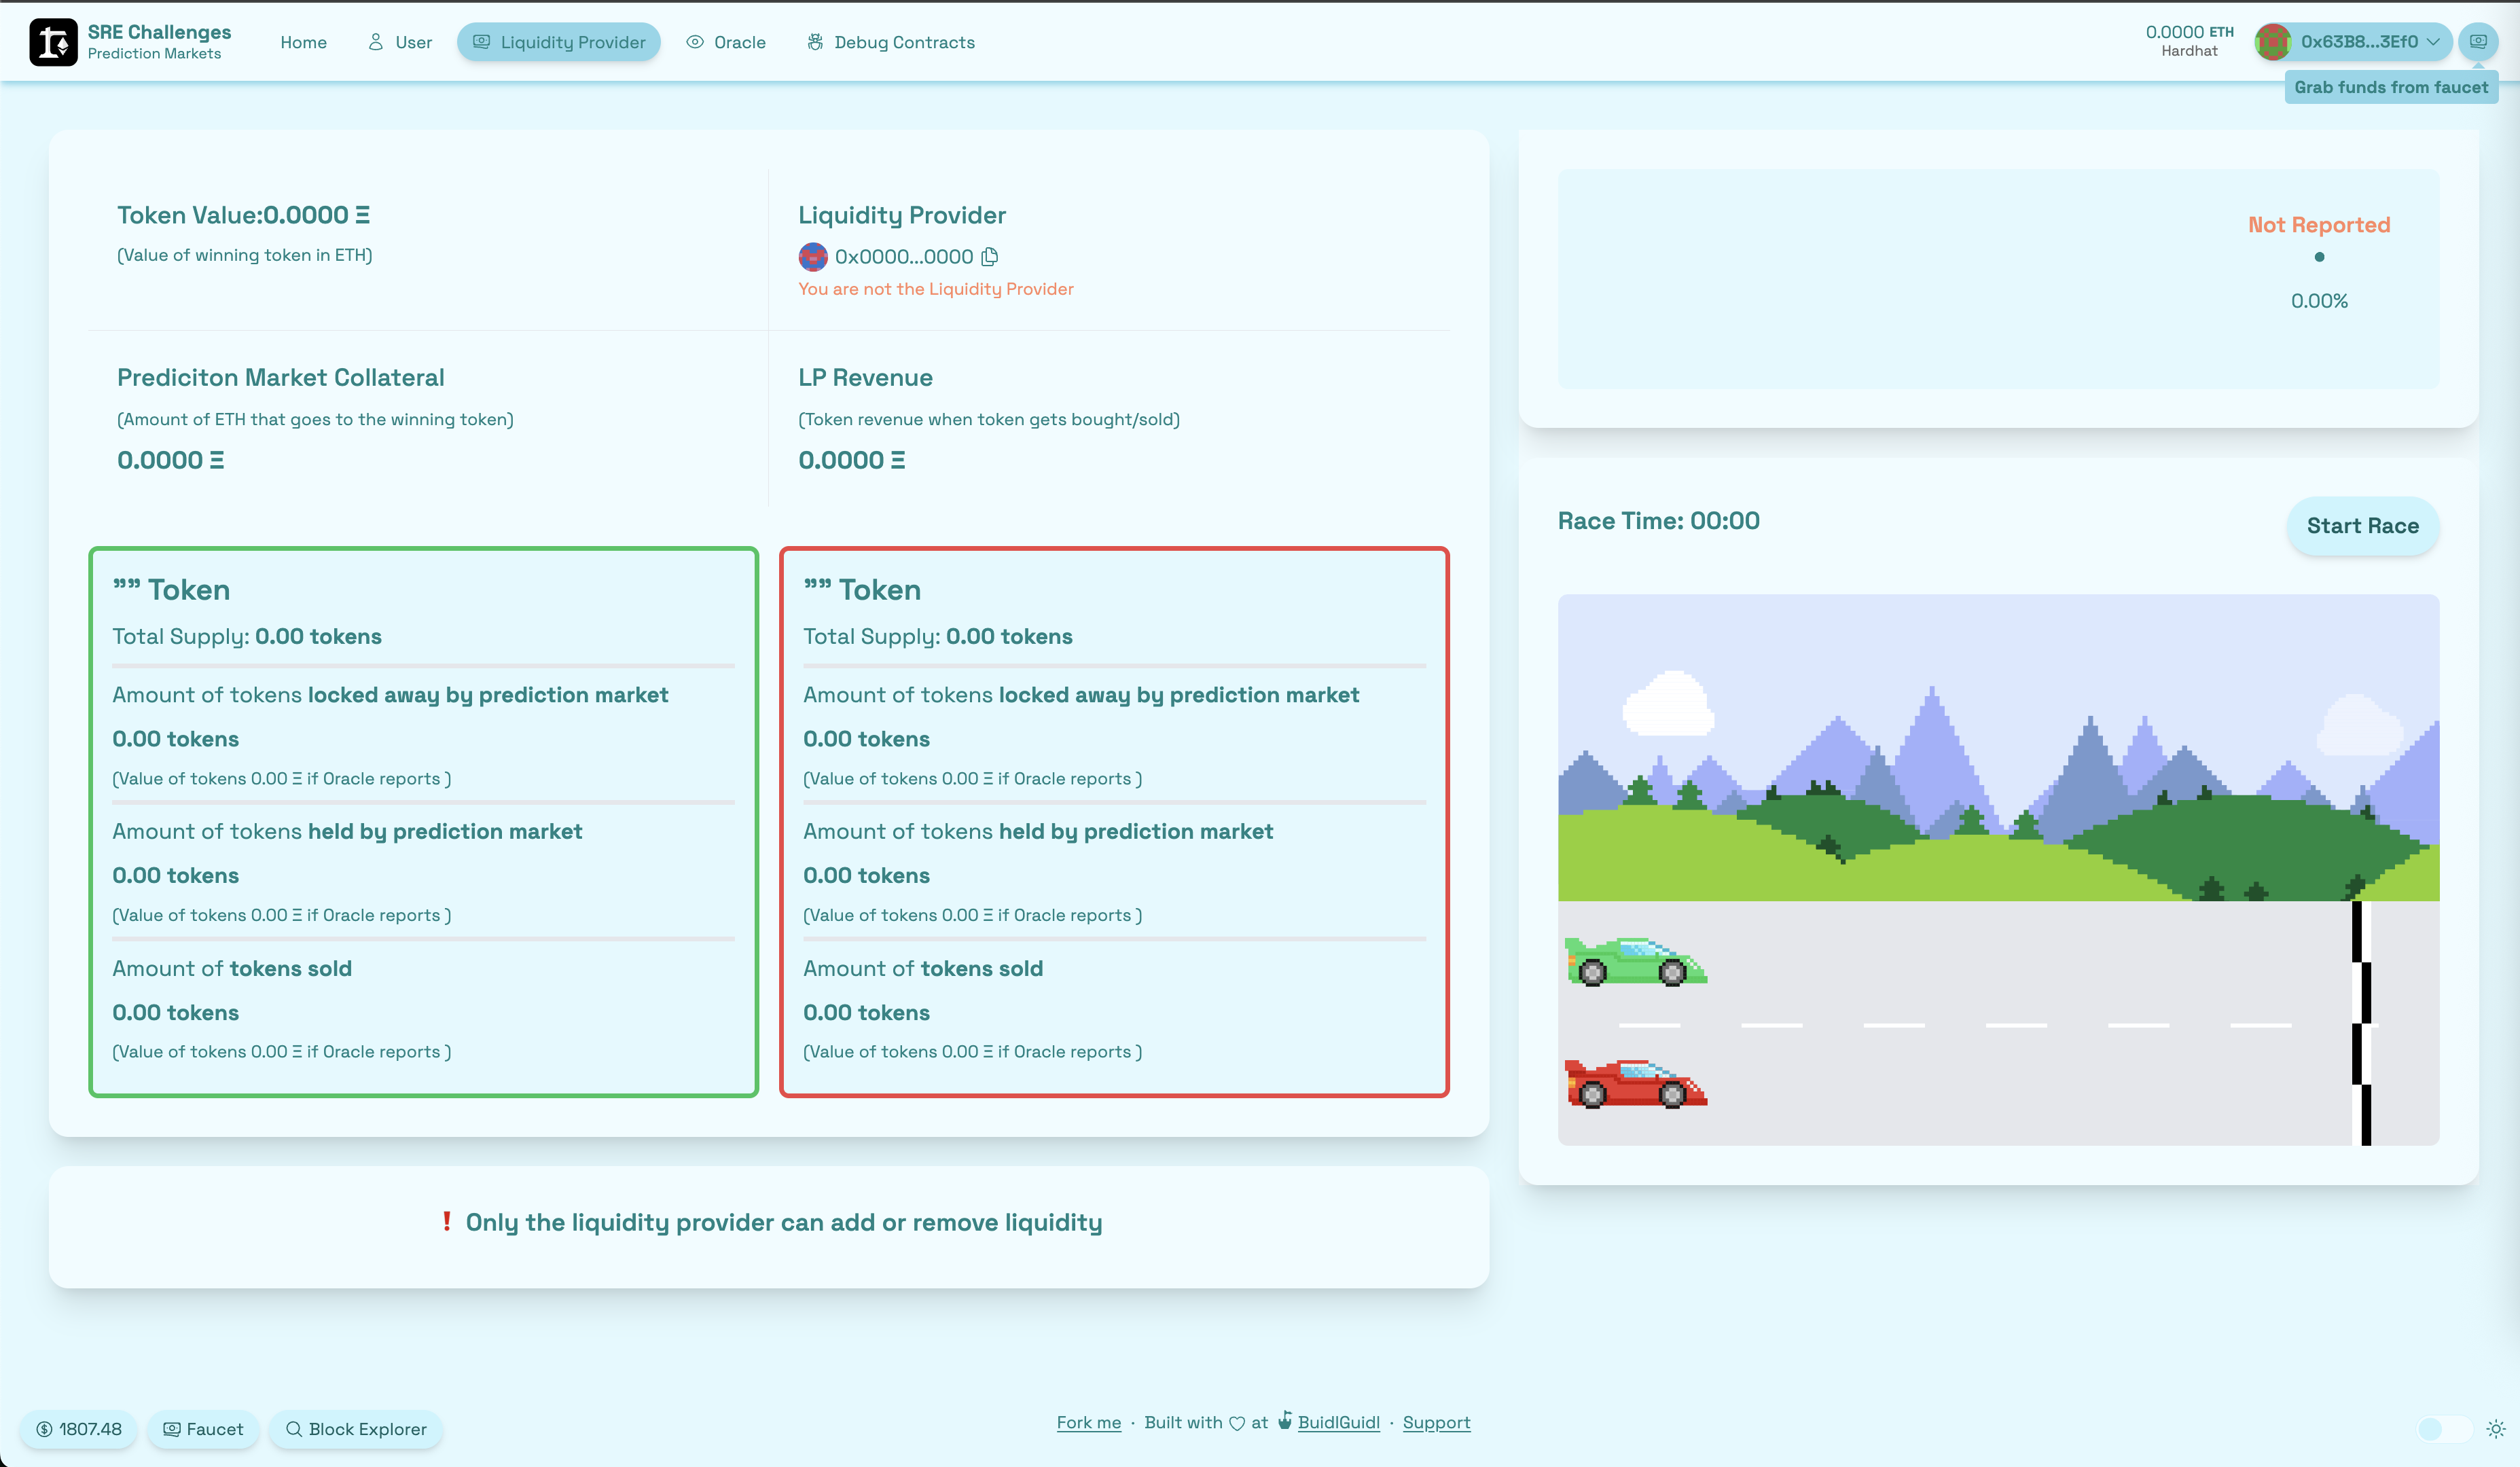 SRE Challenges
Prediction Markets
Home
User
Liquidity Provider
Oracle
Debug Contracts
0.0000 ETH
Hardhat
0x63B8...3Ef0
Grab funds from faucet
Token Value:0.0000 Ξ
(Value of winning token in ETH)
Liquidity Provider
0x0000...0000
You are not the Liquidity Provider
Prediciton Market Collateral
(Amount of ETH that goes to the winning token)
0.0000 Ξ
LP Revenue
(Token revenue when token gets bought/sold)
0.0000 Ξ
"" Token
Total Supply: 0.00 tokens
Amount of tokens locked away by prediction market
0.00 tokens
(Value of tokens 0.00 Ξ if Oracle reports )
Amount of tokens held by prediction market
0.00 tokens
(Value of tokens 0.00 Ξ if Oracle reports )
Amount of tokens sold
0.00 tokens
(Value of tokens 0.00 Ξ if Oracle reports )
"" Token
Total Supply: 0.00 tokens
Amount of tokens locked away by prediction market
0.00 tokens
(Value of tokens 0.00 Ξ if Oracle reports )
Amount of tokens held by prediction market
0.00 tokens
(Value of tokens 0.00 Ξ if Oracle reports )
Amount of tokens sold
0.00 tokens
(Value of tokens 0.00 Ξ if Oracle reports )
❗ Only the liquidity provider can add or remove liquidity
Not Reported
0.00%
Race Time: 00:00
Start Race
1807.48
Faucet
Block Explorer
Fork me · Built with ♡ at BuidlGuidl · Support